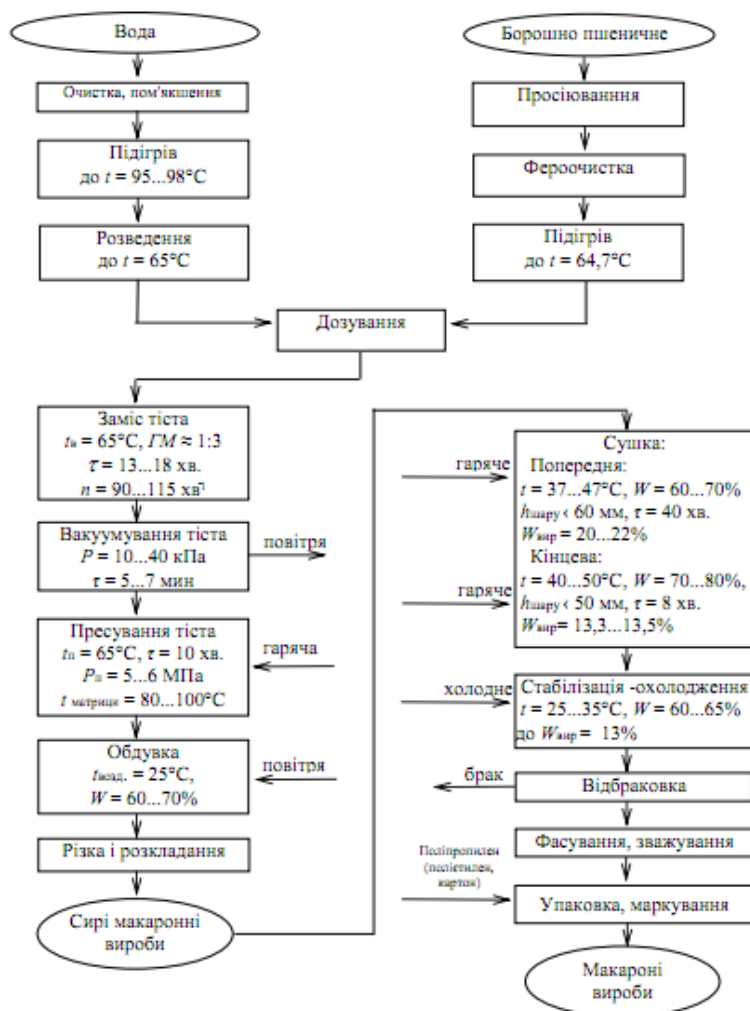 Вода
Очистка, пом'якшення
Підігрів
до t = 95...98°C
Розведення
до t = 65°C
Борошно пшеничне
Просіюванння
Фероочистка
Підігрів
до t = 64,7°C
Дозування
Заміс тіста
tв = 65°C, ГМ ≈ 1:3
τ = 13...18 хв.
n = 90...115 хв
Вакуумування тіста
P = 10...40 кПа
τ = 5...7 мин
повітря
Пресування тіста
tп = 65°C, τ = 10 хв.
Pп = 5...6 МПа
t матрици = 80...100°C
гаряча
Обдувка
tвозд. = 25°C,
W = 60...70%
повітря
Різка і розкладання
Сирі макаронні
вироби
Сушка:
Попередня:
t = 37...47°C, W = 60...70%
hшару < 60 мм, τ = 40 хв.
Wвир = 20...22%
гаряче
Кінцева:
t = 40...50°C, W = 70...80%,
hшару < 50 мм, τ = 8 хв.
Wвир= 13,3...13,5%
гаряче
Стабілізація -охолодження
t = 25...35°C, W = 60...65%
до Wвир = 13%
холодне
Відбраковка
брак
Фасування, зважування
Поліпропилен
(поліетилен,
картон)
Упаковка, маркування
Макароні
вироби